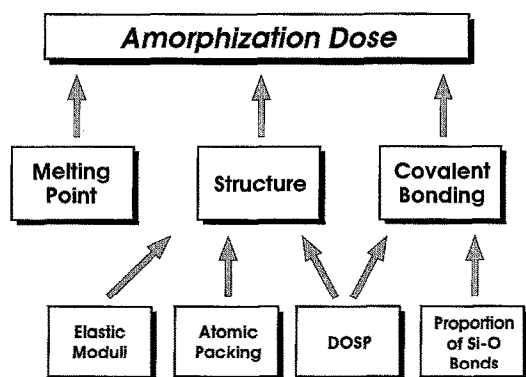 Amorphization Dose
Melting
Point
Structure
Covalent
Bonding
Elastic
Moduli
Atomic
Packing
DOSP
Proportion
of Si-O
Bonds